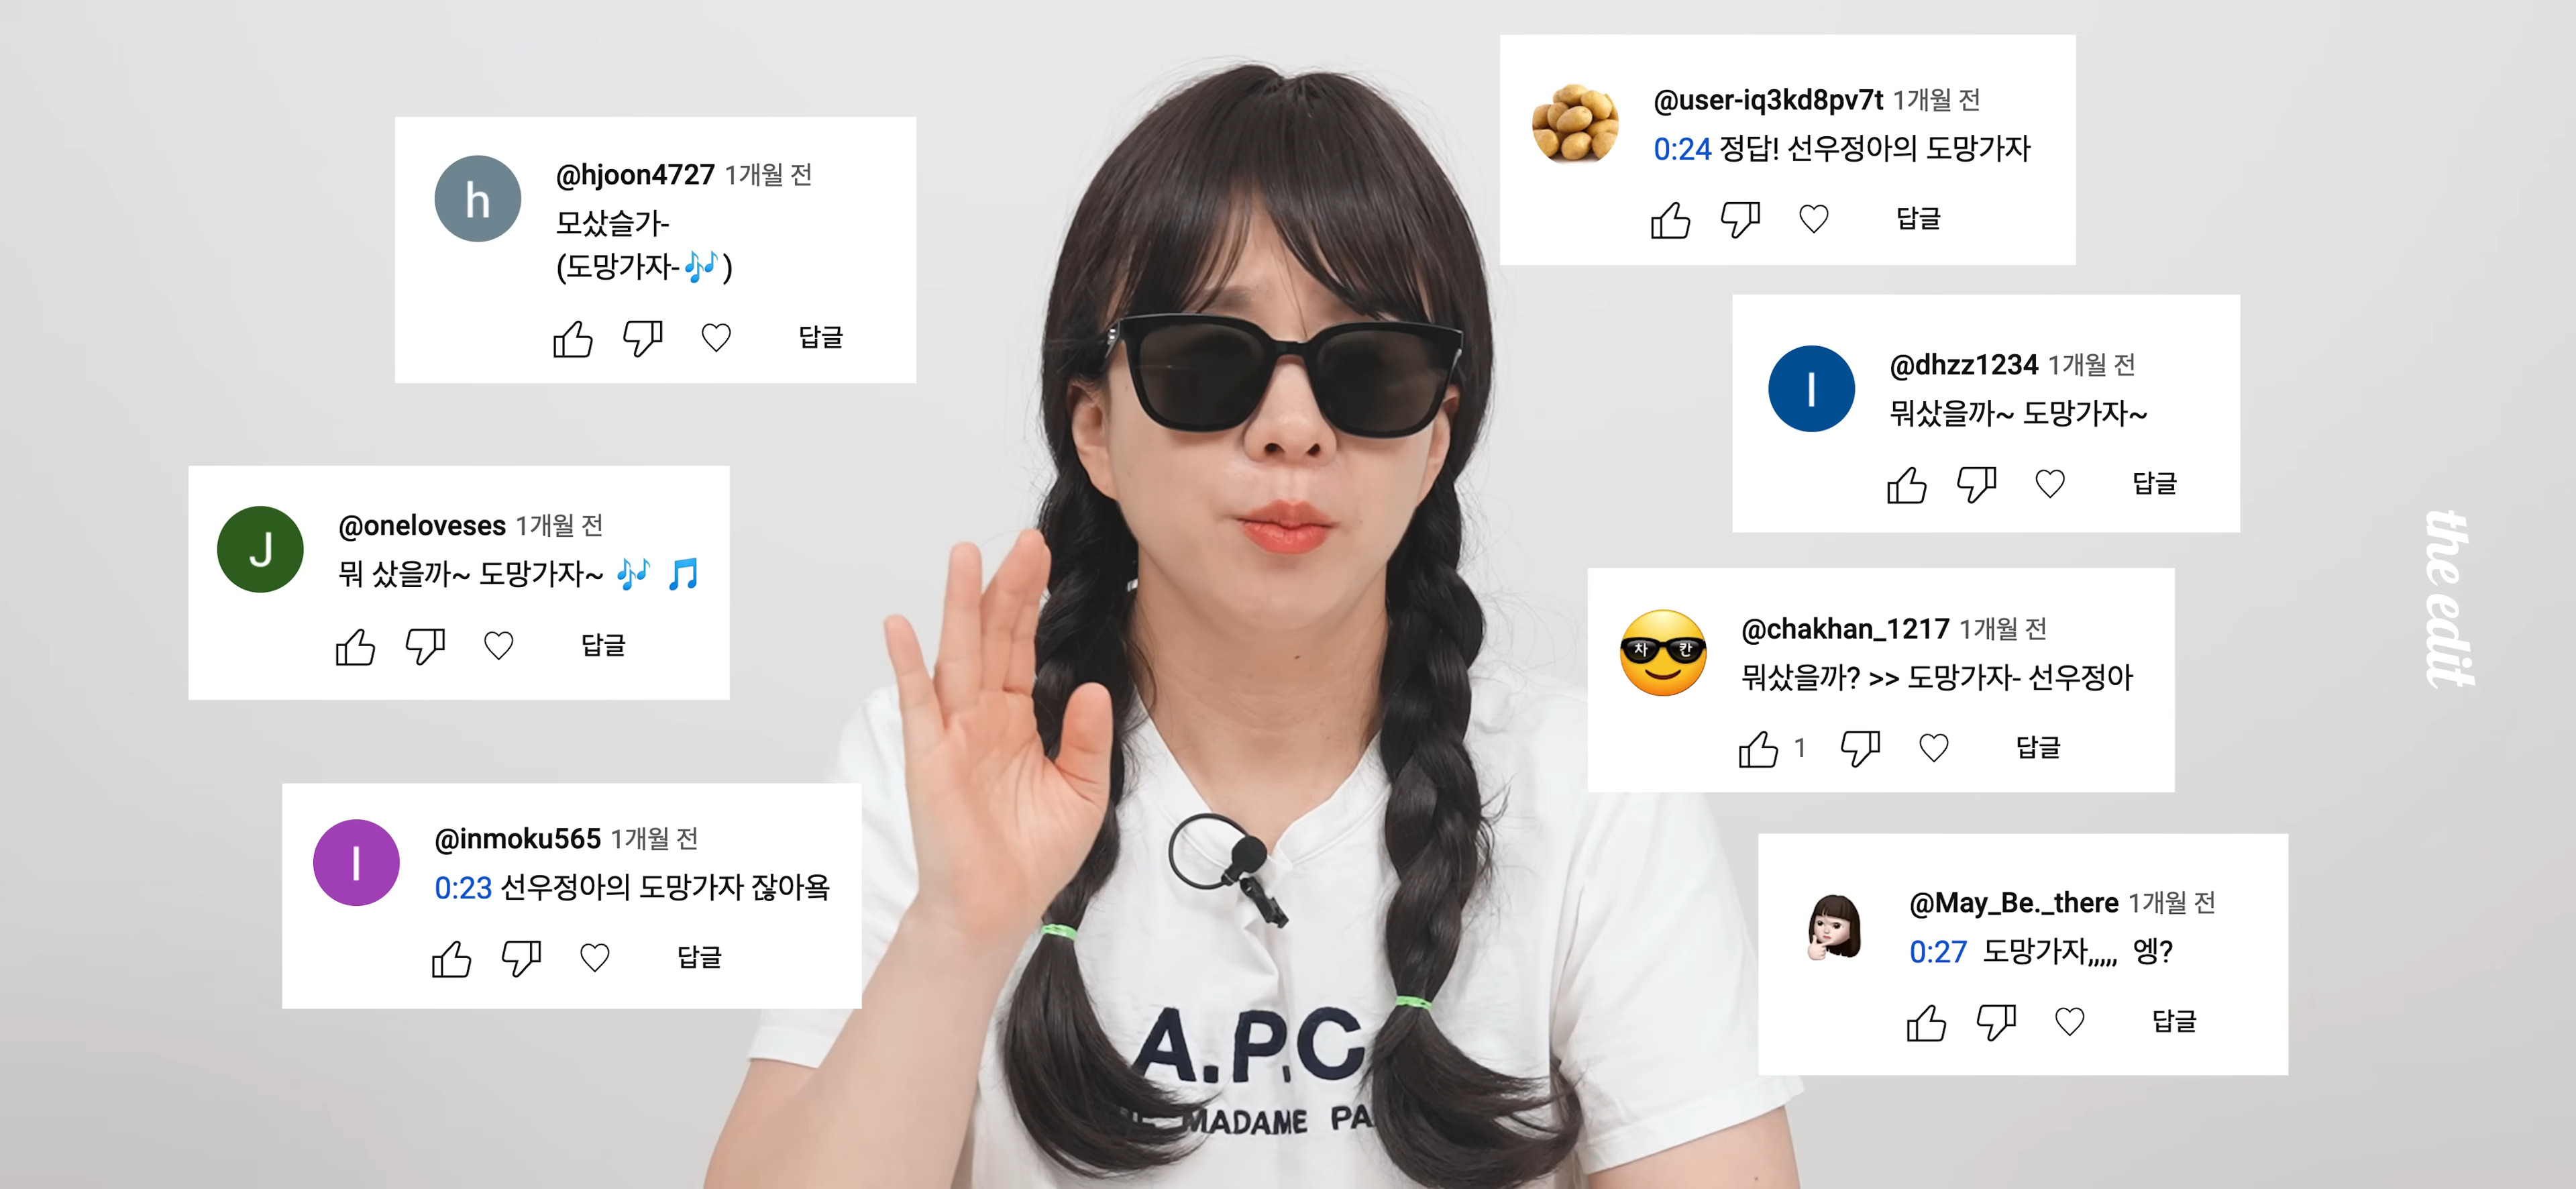 h
@hjoon4727 1개월 전
모샀슬가-
(도망가자-🎶)
답글
J
@oneloveses 1개월 전
뭐 샀을까~ 도망가자~ 🎶 🎵
답글
I
@inmoku565 1개월 전
0:23 선우정아의 도망가자 잖아욬
답글
@user-iq3kd8pv7t 1개월 전
0:24 정답! 선우정아의 도망가자
답글
I
@dhzz1234 1개월 전
뭐샀을까~ 도망가자~
답글
차 칸
@chakhan_1217 1개월 전
뭐샀을까? >> 도망가자- 선우정아
1 답글
@May_Be._there 1개월 전
0:27 도망가자,,,,, 엥?
답글
the edit
A.P.C
MADAME PA